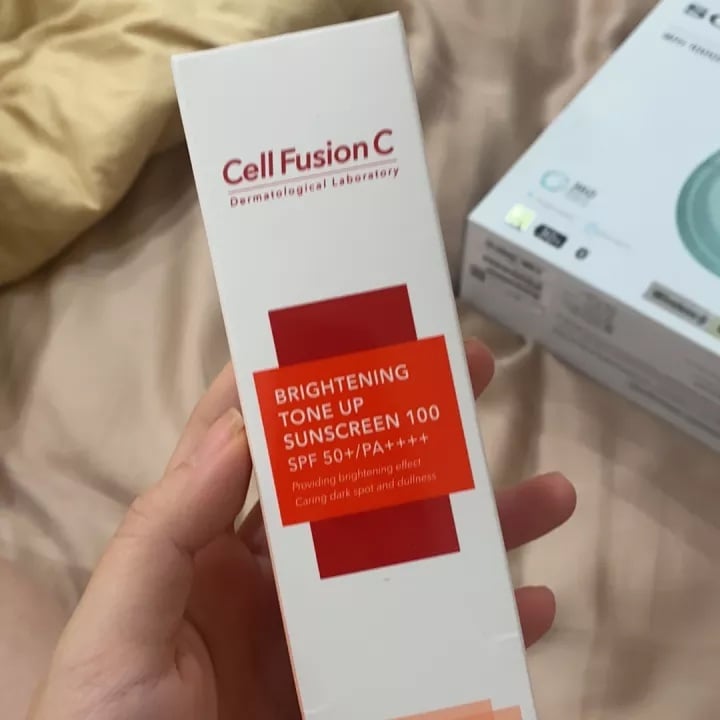 Cell Fusion C
Dermatological Laboratory
BRIGHTENING
TONE UP
SUNSCREEN 100
SPF 50+/PA++++
Providing brightening effect
Caring dark spot and dullness